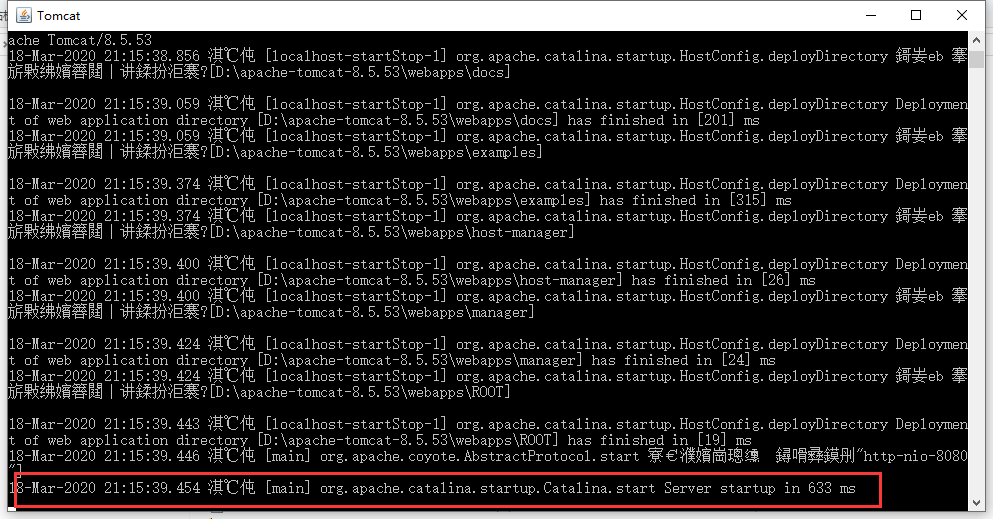 Tomcat
ache Tomcat/8.5.53
18-Mar-2020 21:15:38.856 淇℃伅 [localhost-startStop-1] org.apache.catalina.startup.HostConfig.deployDirectory 鎶妛eb 搴
旂敤绋嬪簭閮ㄧ讲鍒扮洰褰?[D:\apache-tomcat-8.5.53\webapps\docs]
18-Mar-2020 21:15:39.059 淇℃伅 [localhost-startStop-1] org.apache.catalina.startup.HostConfig.deployDirectory Deploymen
t of web application directory [D:\apache-tomcat-8.5.53\webapps\docs] has finished in [201] ms
18-Mar-2020 21:15:39.059 淇℃伅 [localhost-startStop-1] org.apache.catalina.startup.HostConfig.deployDirectory 鎶妛eb 搴
旂敤绋嬪簭閮ㄧ讲鍒扮洰褰?[D:\apache-tomcat-8.5.53\webapps\examples]
18-Mar-2020 21:15:39.374 淇℃伅 [localhost-startStop-1] org.apache.catalina.startup.HostConfig.deployDirectory Deploymen
t of web application directory [D:\apache-tomcat-8.5.53\webapps\examples] has finished in [315] ms
18-Mar-2020 21:15:39.374 淇℃伅 [localhost-startStop-1] org.apache.catalina.startup.HostConfig.deployDirectory 鎶妛eb 搴
旂敤绋嬪簭閮ㄧ讲鍒扮洰褰?[D:\apache-tomcat-8.5.53\webapps\host-manager]
18-Mar-2020 21:15:39.400 淇℃伅 [localhost-startStop-1] org.apache.catalina.startup.HostConfig.deployDirectory Deploymen
t of web application directory [D:\apache-tomcat-8.5.53\webapps\host-manager] has finished in [26] ms
18-Mar-2020 21:15:39.400 淇℃伅 [localhost-startStop-1] org.apache.catalina.startup.HostConfig.deployDirectory 鎶妛eb 搴
旂敤绋嬪簭閮ㄧ讲鍒扮洰褰?[D:\apache-tomcat-8.5.53\webapps\manager]
18-Mar-2020 21:15:39.424 淇℃伅 [localhost-startStop-1] org.apache.catalina.startup.HostConfig.deployDirectory Deploymen
t of web application directory [D:\apache-tomcat-8.5.53\webapps\manager] has finished in [24] ms
18-Mar-2020 21:15:39.424 淇℃伅 [localhost-startStop-1] org.apache.catalina.startup.HostConfig.deployDirectory 鎶妛eb 搴
旂敤绋嬪簭閮ㄧ讲鍒扮洰褰?[D:\apache-tomcat-8.5.53\webapps\ROOT]
18-Mar-2020 21:15:39.443 淇℃伅 [localhost-startStop-1] org.apache.catalina.startup.HostConfig.deployDirectory Deploymen
t of web application directory [D:\apache-tomcat-8.5.53\webapps\ROOT] has finished in [19] ms
18-Mar-2020 21:15:39.446 淇℃伅 [main] org.apache.coyote.AbstractProtocol.start "http-nio-8080
"]
18-Mar-2020 21:15:39.454 淇℃伅 [main] org.apache.catalina.startup.Catalina.start Server startup in 633 ms